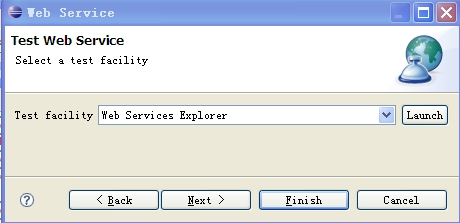 Web Service
Test Web Service
Select a test facility
Test facility Web Services Explorer Launch
? < Back Next > Finish Cancel